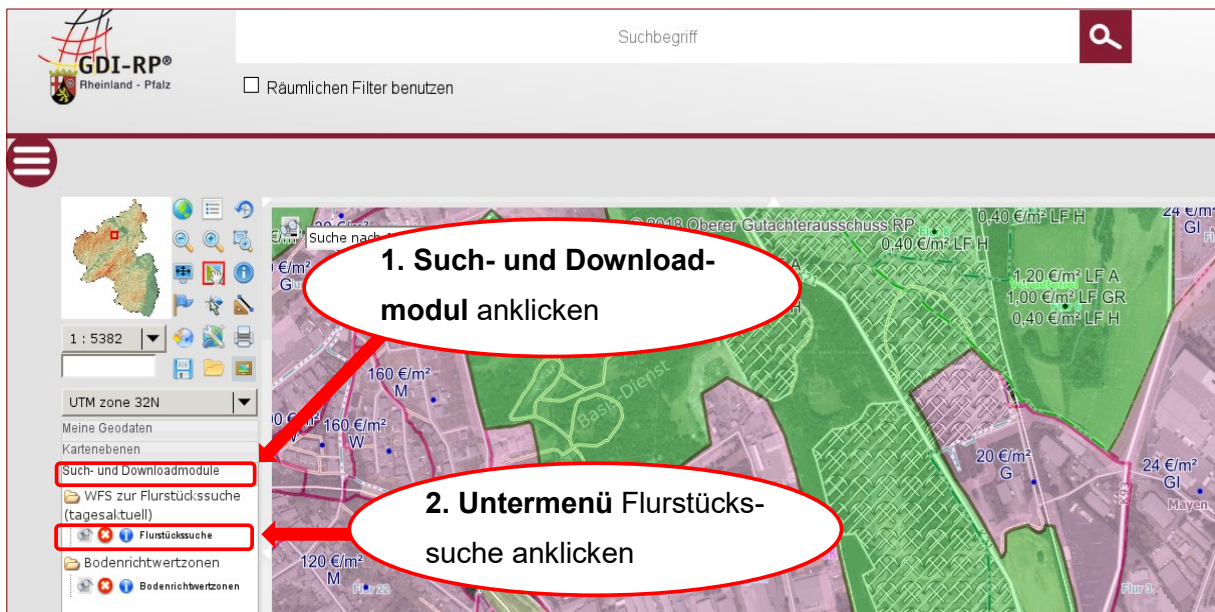 GDI-RP®
Rheinland - Pfalz
Suchbegriff
Räumlichen Filter benutzen
1 : 5382
UTM zone 32N
Meine Geodaten
Kartenebenen
Such- und Downloadmodule
WFS zur Flurstückssuche
(tagesaktuell)
Flurstückssuche
Bodenrichtwertzonen
Bodenrichtwertzonen
Suche nach
2018 Oberer Gutachterausschuss RP
0,40 €/m² LF H
0,40 €/m² LF H
24 €/m²
GI
1,20 €/m² LF A
1,00 €/m² LF GR
0,40 €/m² LF H
1. Such- und Download-
modul anklicken
160 €/m²
M
Basis-Dienst
160 €/m²
W
20 €/m²
G
24 €/m²
GI
Mayen
K93
2. Untermenü Flurstücks-
suche anklicken
120 €/m²
M
Flur 22
Flur 3